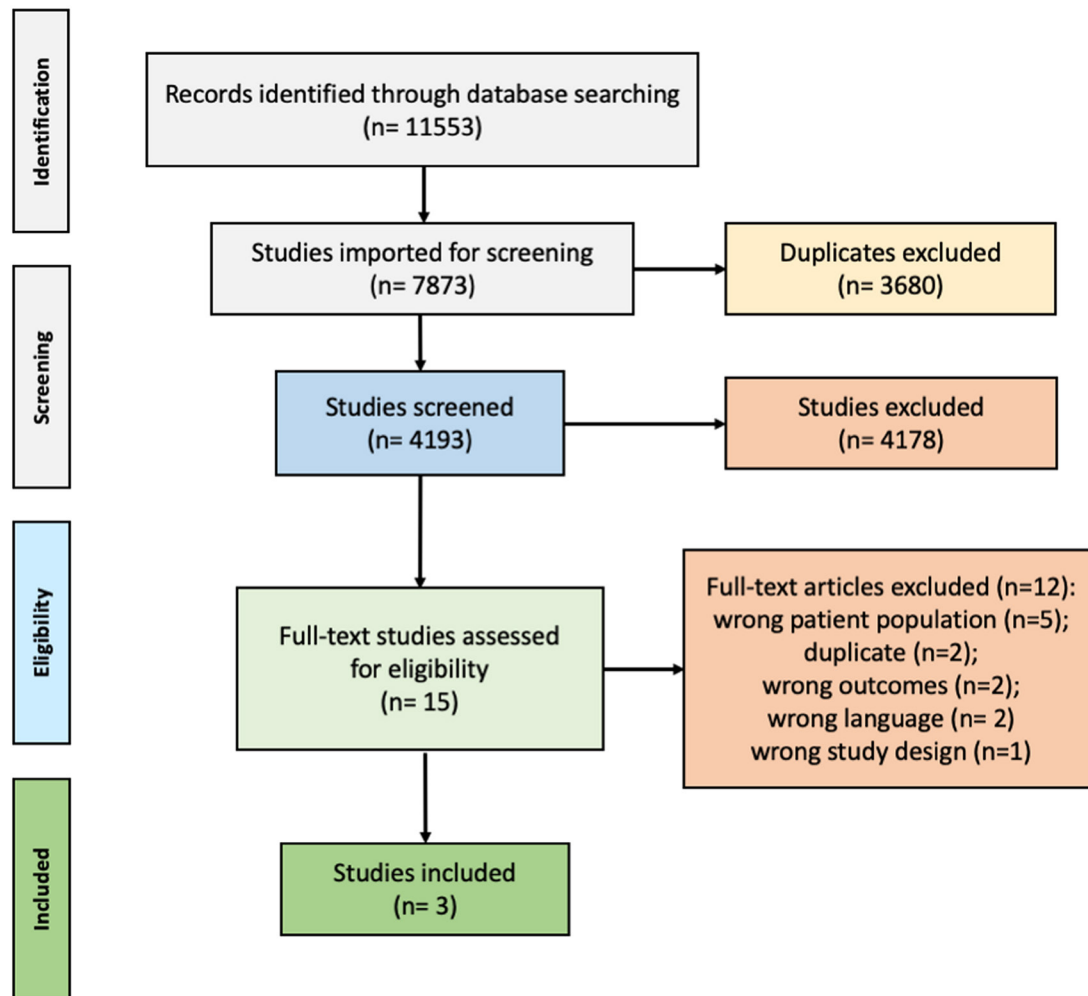 Identification
Records identified through database searching
(n= 11553)
Studies imported for screening
(n= 7873)
Duplicates excluded
(n= 3680)
Screening
Studies screened
(n= 4193)
Studies excluded
(n= 4178)
Eligibility
Full-text studies assessed
for eligibility
(n= 15)
Full-text articles excluded (n=12):
wrong patient population (n=5);
duplicate (n=2);
wrong outcomes (n=2);
wrong language (n= 2)
wrong study design (n=1)
Included
Studies included
(n= 3)